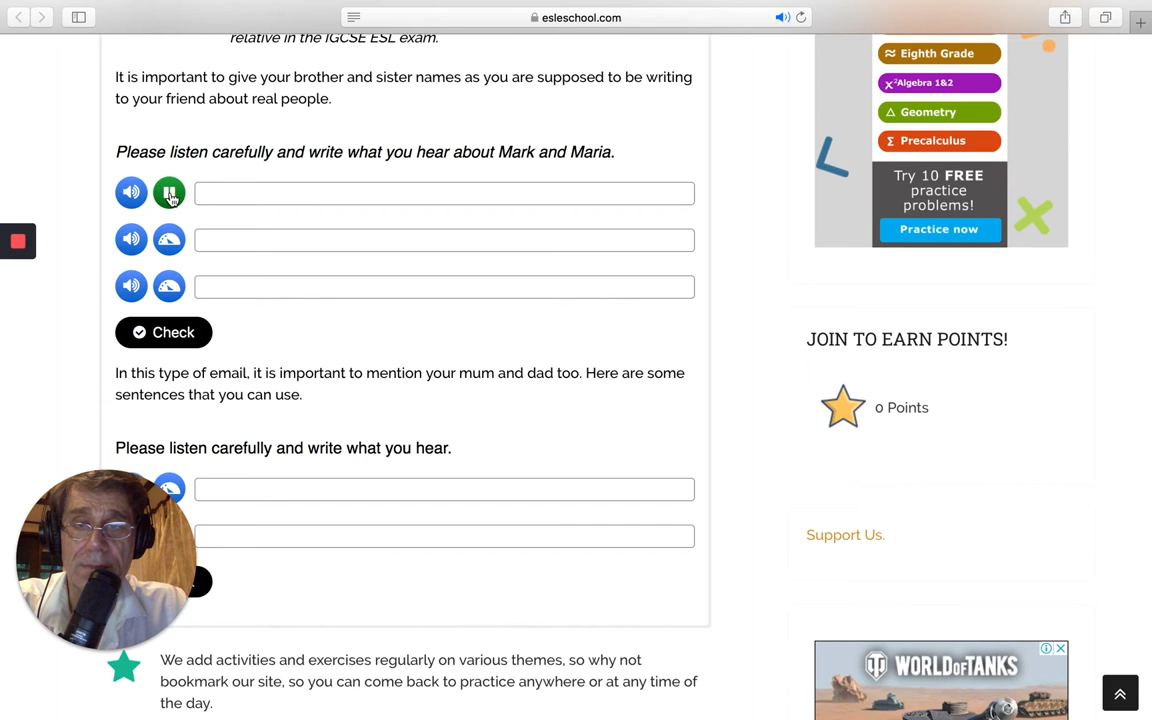 esleschool.com
relative in the IGCSE ESL exam.
It is important to give your brother and sister names as you are supposed to be writing
to your friend about real people.
Please listen carefully and write what you hear about Mark and Maria.
Check
In this type of email, it is important to mention your mum and dad too. Here are some
sentences that you can use.
Please listen carefully and write what you hear.
We add activities and exercises regularly on various themes, so why not
bookmark our site, so you can come back to practice anywhere or at any time of
the day.
≈ Eighth Grade
x² Algebra 1&2
△ Geometry
Σ Precalculus
Try 10 FREE
practice
problems!
Practice now
JOIN TO EARN POINTS!
0 Points
Support Us.
WORLD OF TANKS